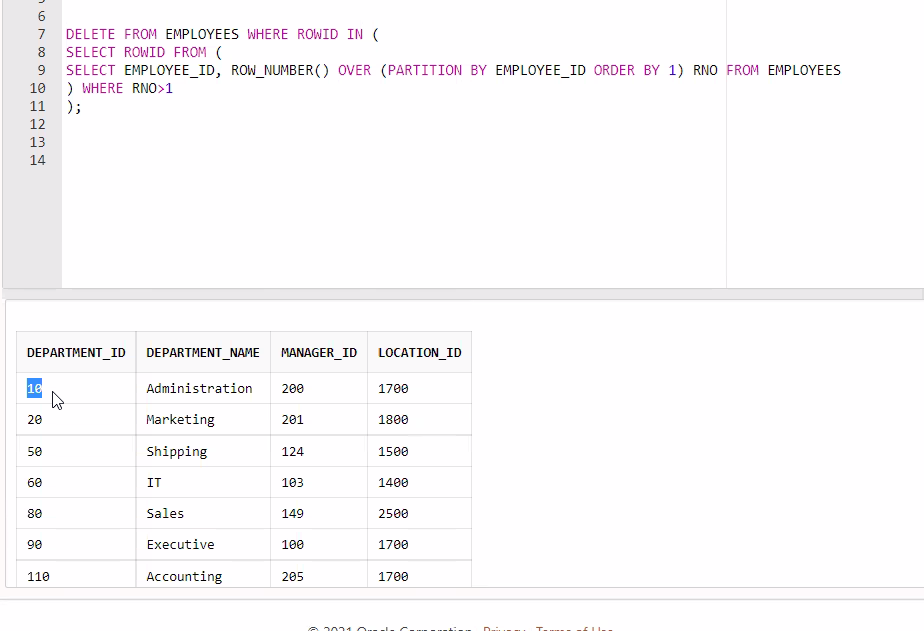 6
7 DELETE FROM EMPLOYEES WHERE ROWID IN (
8 SELECT ROWID FROM (
9 SELECT EMPLOYEE_ID, ROW_NUMBER() OVER (PARTITION BY EMPLOYEE_ID ORDER BY 1) RNO FROM EMPLOYEES
10 ) WHERE RNO>1
11 );
12
13
14
DEPARTMENT_ID DEPARTMENT_NAME MANAGER_ID LOCATION_ID
10 Administration 200 1700
20 Marketing 201 1800
50 Shipping 124 1500
60 IT 103 1400
80 Sales 149 2500
90 Executive 100 1700
110 Accounting 205 1700
© 2021 Oracle Corporation · Privacy · Terms of Use